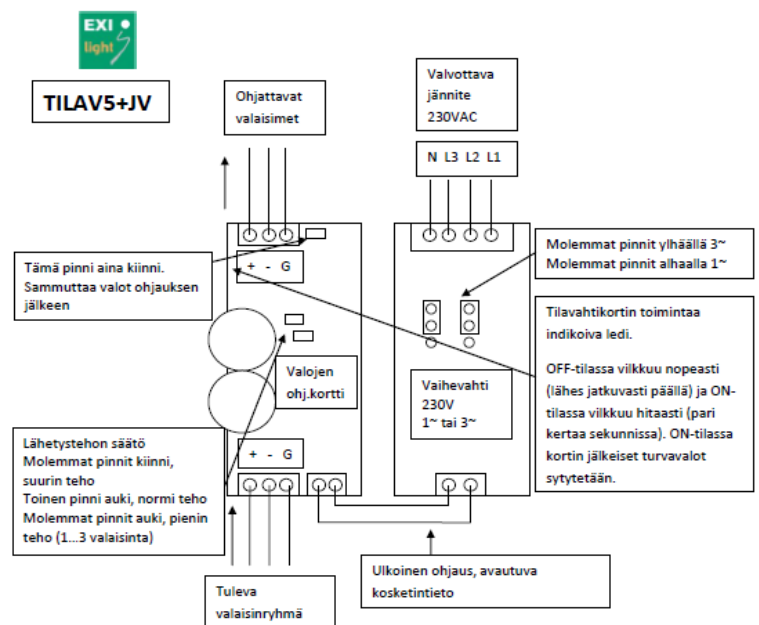 EXI
light
TILAV5+JV
Ohjattavat
valaisimet
Valvottava
jännite
230VAC
N L3 L2 L1
Tämä pinni aina kiinni.
Sammuttaa valot ohjauksen
jälkeen
+ - G
Molemmat pinnit ylhäällä 3~
Molemmat pinnit alhaalla 1~
Tilavahtikortin toimintaa
indikoiva ledi.
OFF-tilassa vilkkuu nopeasti
(lähes jatkuvasti päällä) ja ON-
tilassa vilkkuu hitaasti (pari
kertaa sekunnissa). ON-tilassa
kortin jälkeiset turvavalot
sytytetään.
Valojen
ohj.kortti
Vaihevahti
230V
1~ tai 3~
Lähetystehon säätö
Molemmat pinnit kiinni,
suurin teho
Toinen pinni auki, normi teho
Molemmat pinnit auki, pienin
teho (1...3 valaisinta)
+ - G
Ulkoinen ohjaus, avautuva
kosketintieto
Tuleva
valaisinryhmä